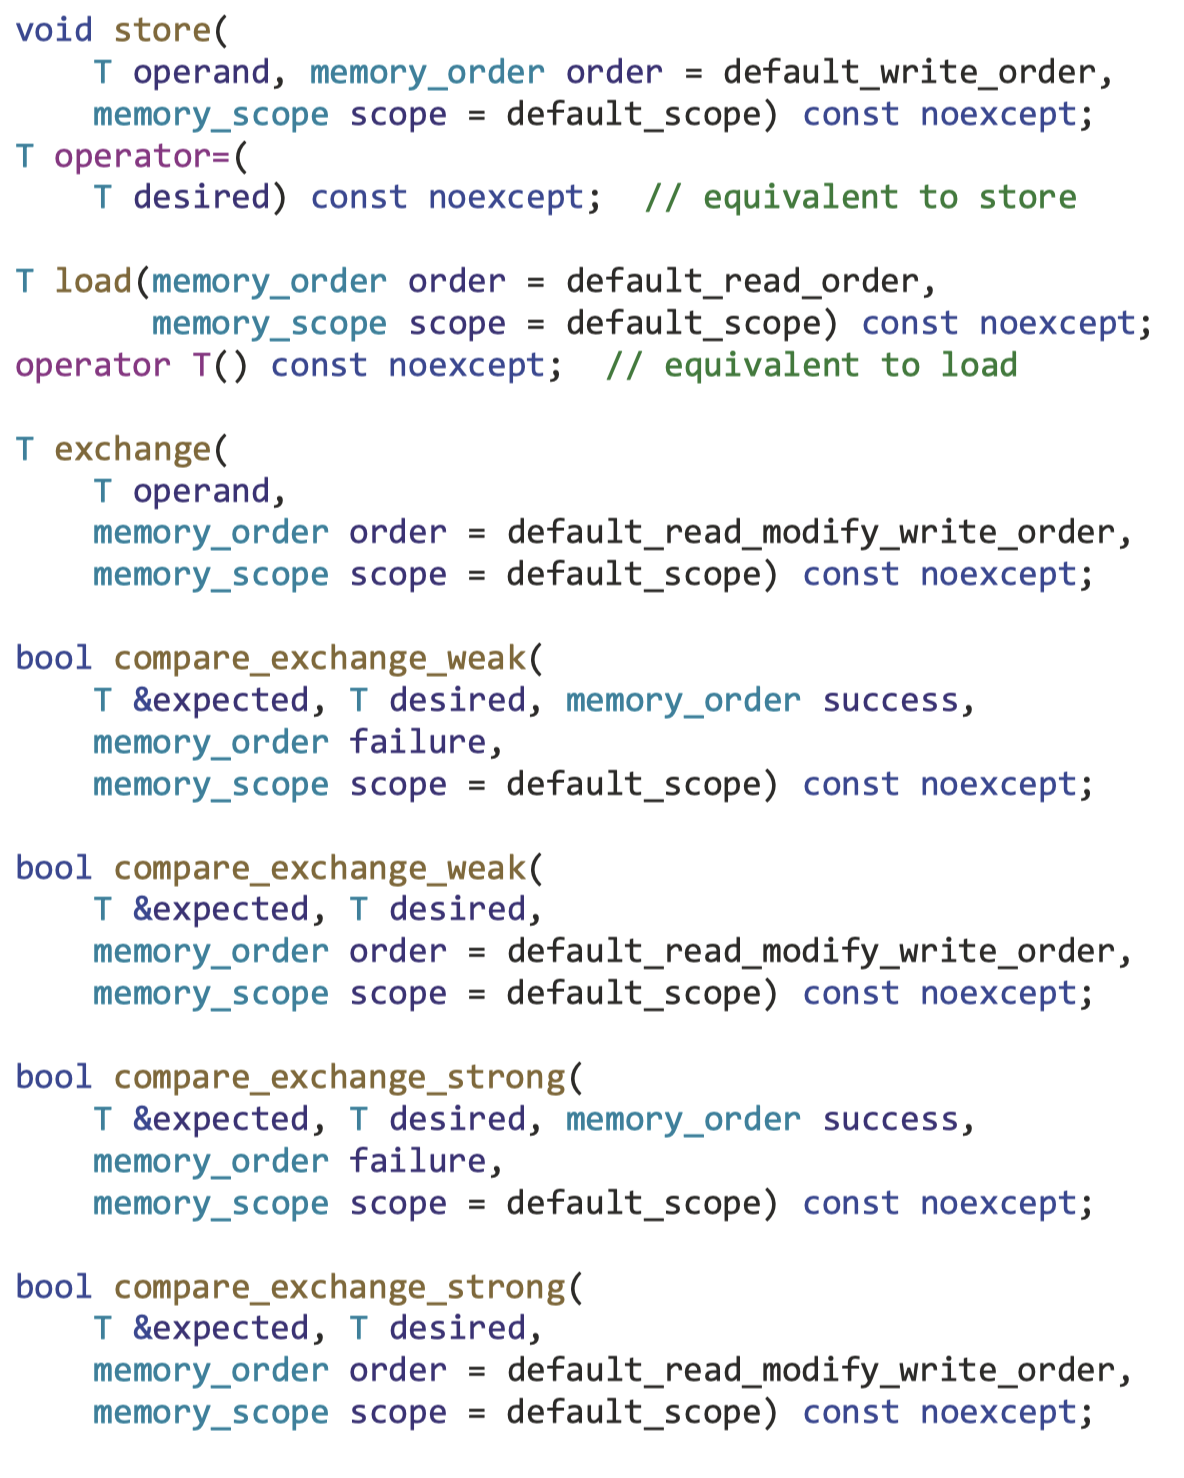 void store(
    T operand, memory_order order = default_write_order,
    memory_scope scope = default_scope) const noexcept;
T operator=(
    T desired) const noexcept;  // equivalent to store

T load(memory_order order = default_read_order,
       memory_scope scope = default_scope) const noexcept;
operator T() const noexcept;  // equivalent to load

T exchange(
    T operand,
    memory_order order = default_read_modify_write_order,
    memory_scope scope = default_scope) const noexcept;

bool compare_exchange_weak(
    T &expected, T desired, memory_order success,
    memory_order failure,
    memory_scope scope = default_scope) const noexcept;

bool compare_exchange_weak(
    T &expected, T desired,
    memory_order order = default_read_modify_write_order,
    memory_scope scope = default_scope) const noexcept;

bool compare_exchange_strong(
    T &expected, T desired, memory_order success,
    memory_order failure,
    memory_scope scope = default_scope) const noexcept;

bool compare_exchange_strong(
    T &expected, T desired,
    memory_order order = default_read_modify_write_order,
    memory_scope scope = default_scope) const noexcept;